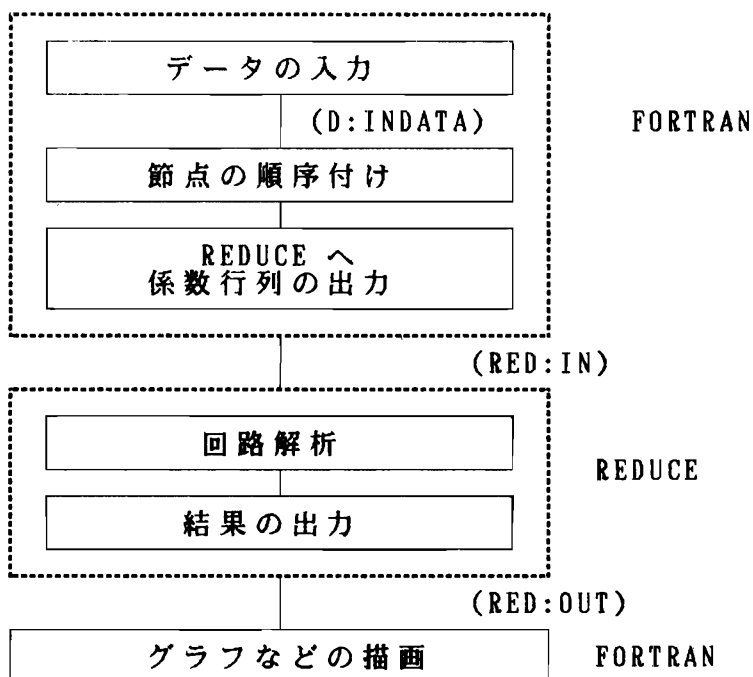 データの入力
(D:INDATA)
FORTRAN
節点の順序付け
REDUCE へ
係数行列の出力
(RED:IN)
回路解析
REDUCE
結果の出力
(RED:OUT)
グラフなどの描画
FORTRAN